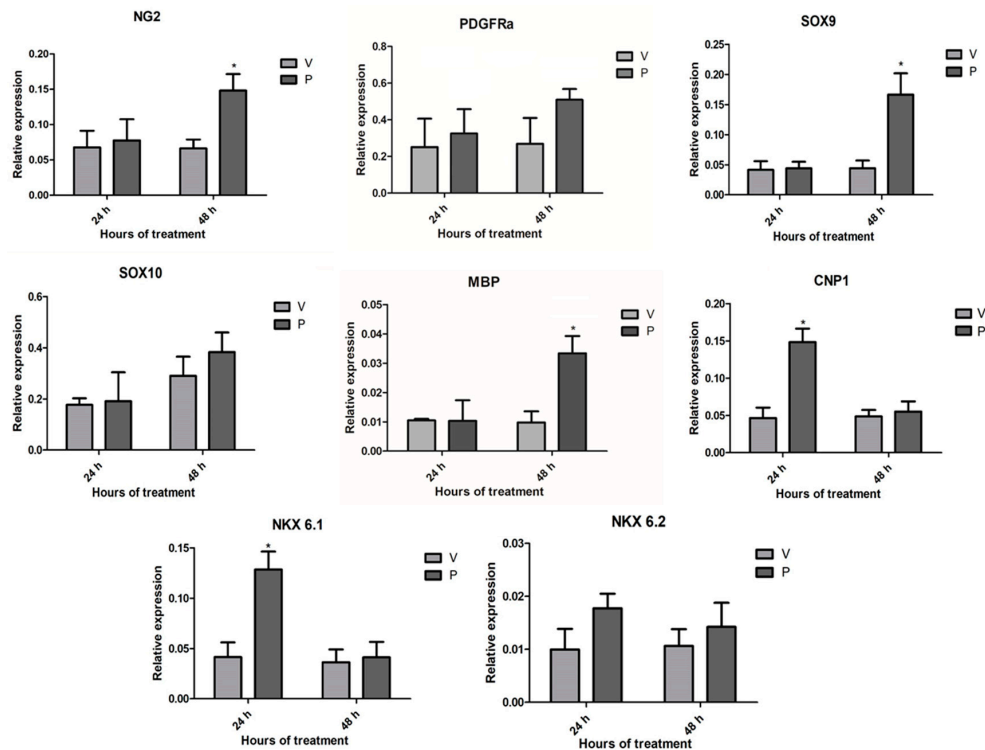 NG2
Relative expression
0.20
0.15
0.10
0.05
0.00
*
V
P
24 h
48 h
Hours of treatment
PDGFRa
Relative expression
0.8
0.6
0.4
0.2
0.0
V
P
24 h
48 h
Hours of treatment
SOX9
Relative expression
0.25
0.20
0.15
0.10
0.05
0.00
*
V
P
24 h
48 h
Hours of treatment
SOX10
Relative expression
0.6
0.4
0.2
0.0
V
P
24 h
48 h
Hours of treatment
MBP
Relative expression
0.05
0.04
0.03
0.02
0.01
0.00
*
V
P
24 h
48 h
Hours of treatment
CNP1
Relative expression
0.20
0.15
0.10
0.05
0.00
*
V
P
24 h
48 h
Hours of treatment
NKX 6.1
Relative expression
0.15
0.10
0.05
0.00
*
V
P
24 h
48 h
Hours of treatment
NKX 6.2
Relative expression
0.03
0.02
0.01
0.00
V
P
24 h
48 h
Hours of treatment